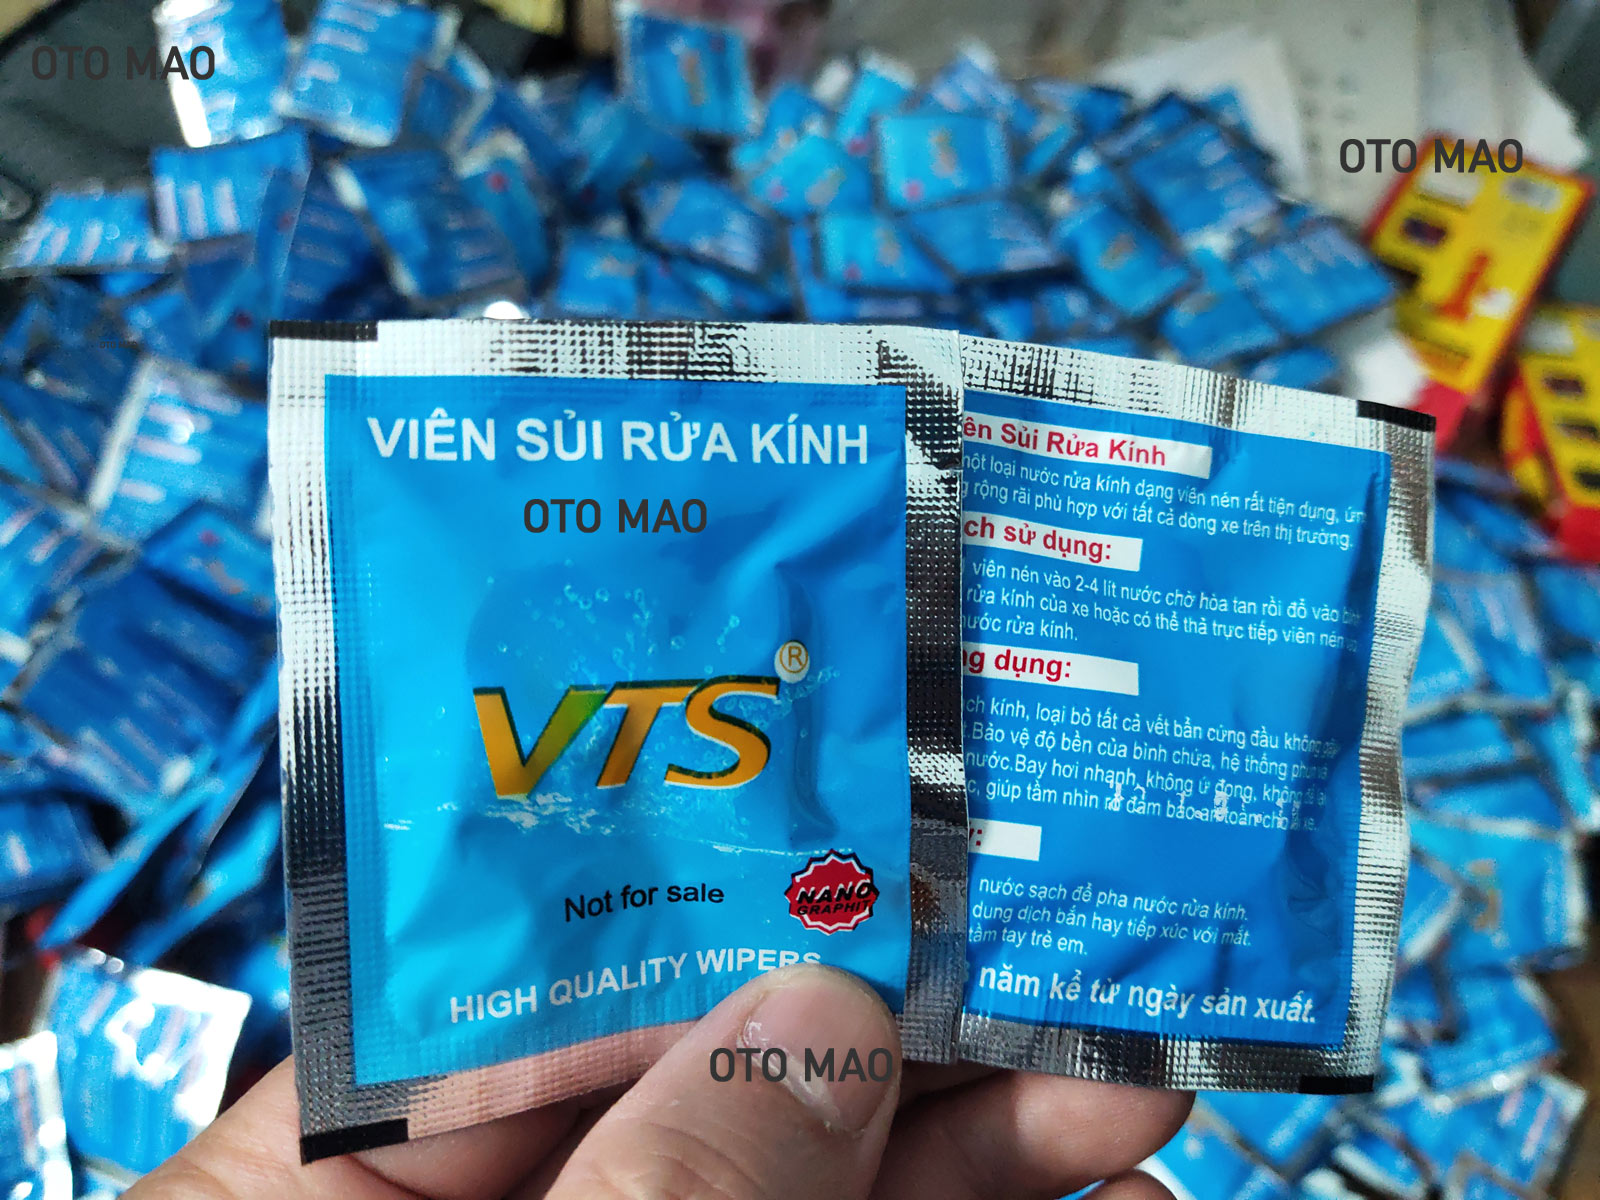 OTO MAO
OTO MAO
VIÊN SỦI RỬA KÍNH
OTO MAO
VTS®
Not for sale
NANO
GRAPHIT
HIGH QUALITY WIPERS
OTO MAO
Sủi Rửa Kính
loại nước rửa kính dạng viên nén rất tiện dụng,
rộng rãi phù hợp với tất cả dòng xe trên thị trường.
sử dụng:
viên nén vào 2-4 lít nước chờ hòa tan rồi đổ vào
rửa kính của xe hoặc có thể thả trực tiếp viên nén
nước rửa kính.
dụng:
kính, loại bỏ tất cả vết bẩn cứng đầu không
.Bảo vệ độ bền của bình chứa, hệ thống phun
nước.Bay hơi nhanh, không ứ đọng, không
giúp tầm nhìn rõ đảm bảo an toàn cho xe.
nước sạch để pha nước rửa kính.
dung dịch bắn hay tiếp xúc với mắt.
tầm tay trẻ em.
năm kể từ ngày sản xuất.